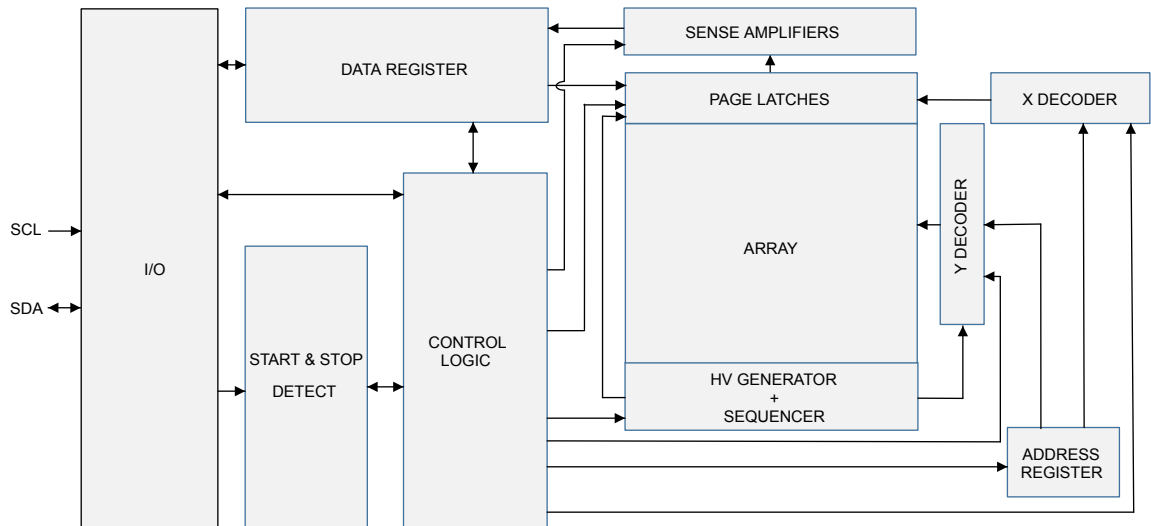 SENSE AMPLIFIERS
DATA REGISTER
PAGE LATCHES
X DECODER
Y DECODER
SCL
I/O
ARRAY
SDA
START & STOP
DETECT
CONTROL
LOGIC
HV GENERATOR
+
SEQUENCER
ADDRESS
REGISTER